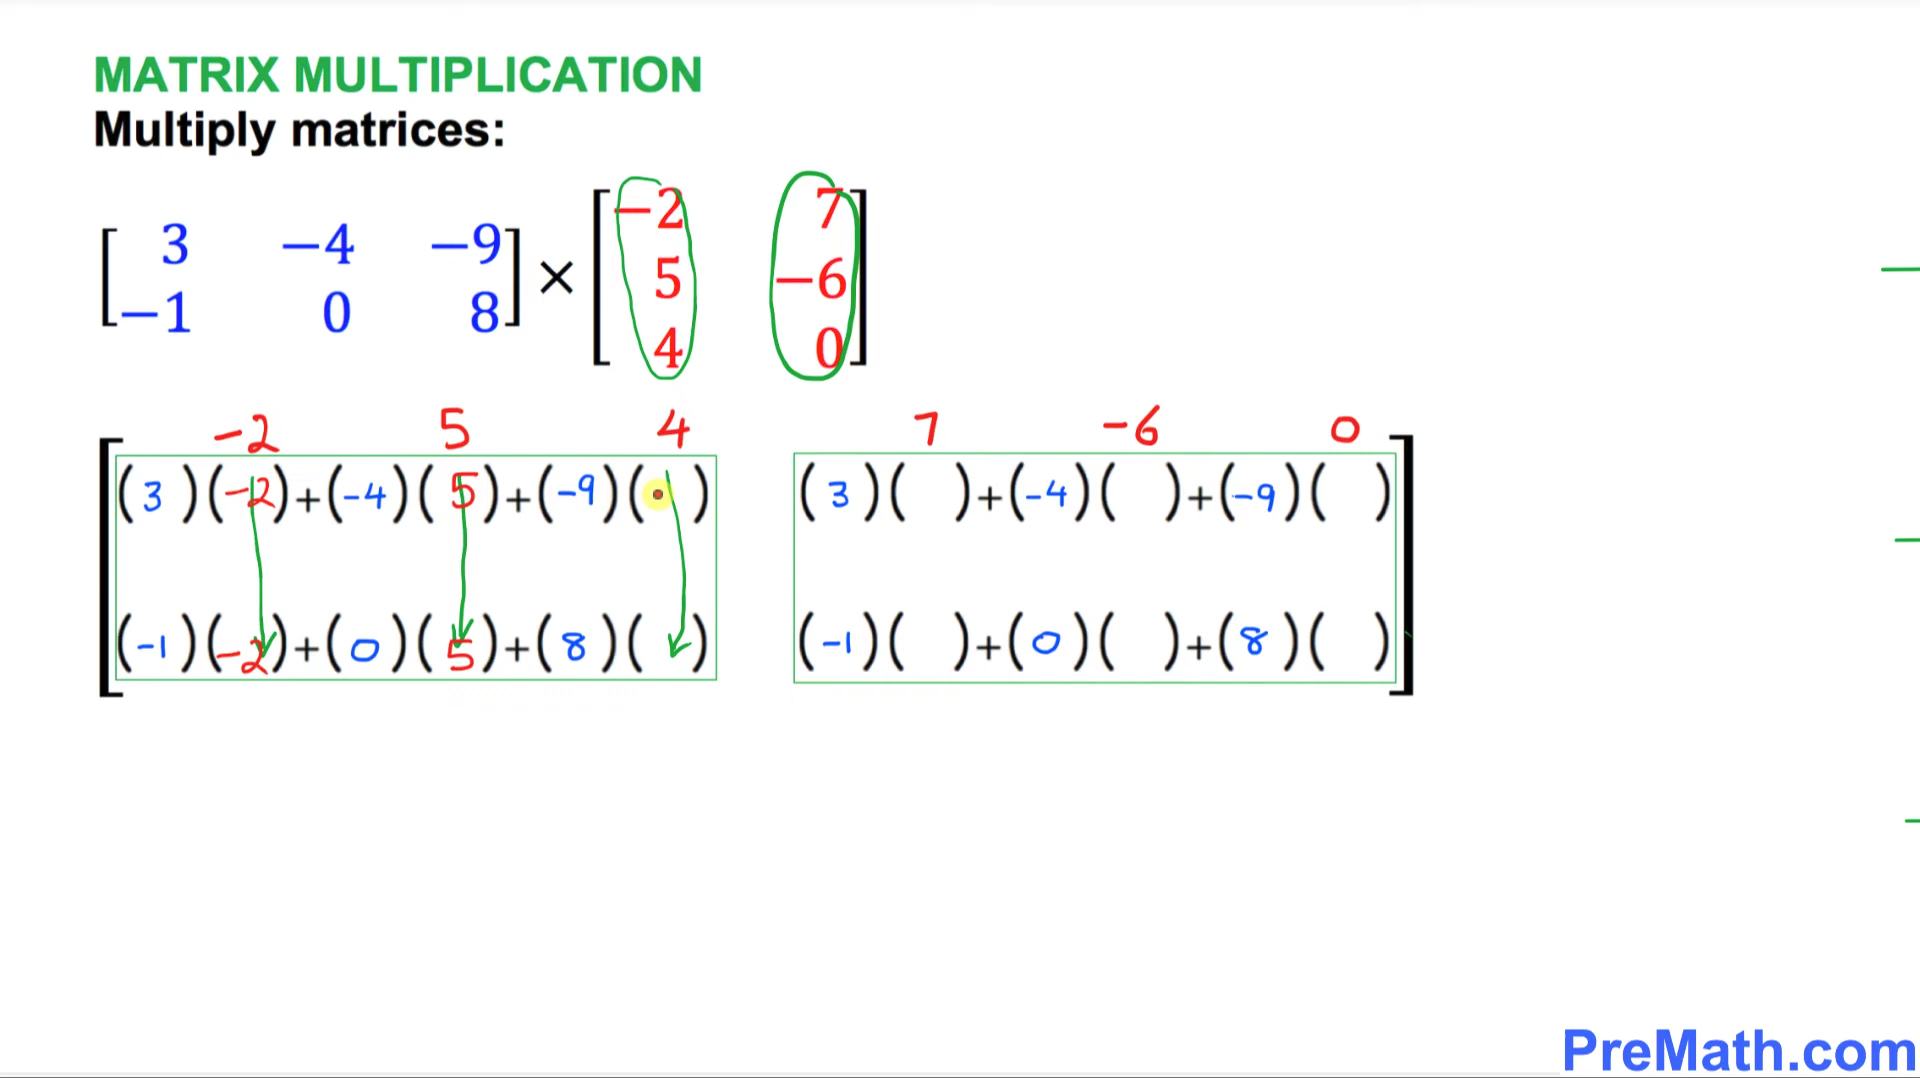 MATRIX MULTIPLICATION
Multiply matrices:
[3 −4 −9] × [−2 7]
[−1 0 8] [5 −6]
[4 0]
-2 5 4 7 -6 0
(3)(-2)+(-4)(5)+(-9)( ) (3)( )+(-4)( )+(-9)( )
(-1)(-2)+(0)(5)+(8)( ) (-1)( )+(0)( )+(8)( )
PreMath.com